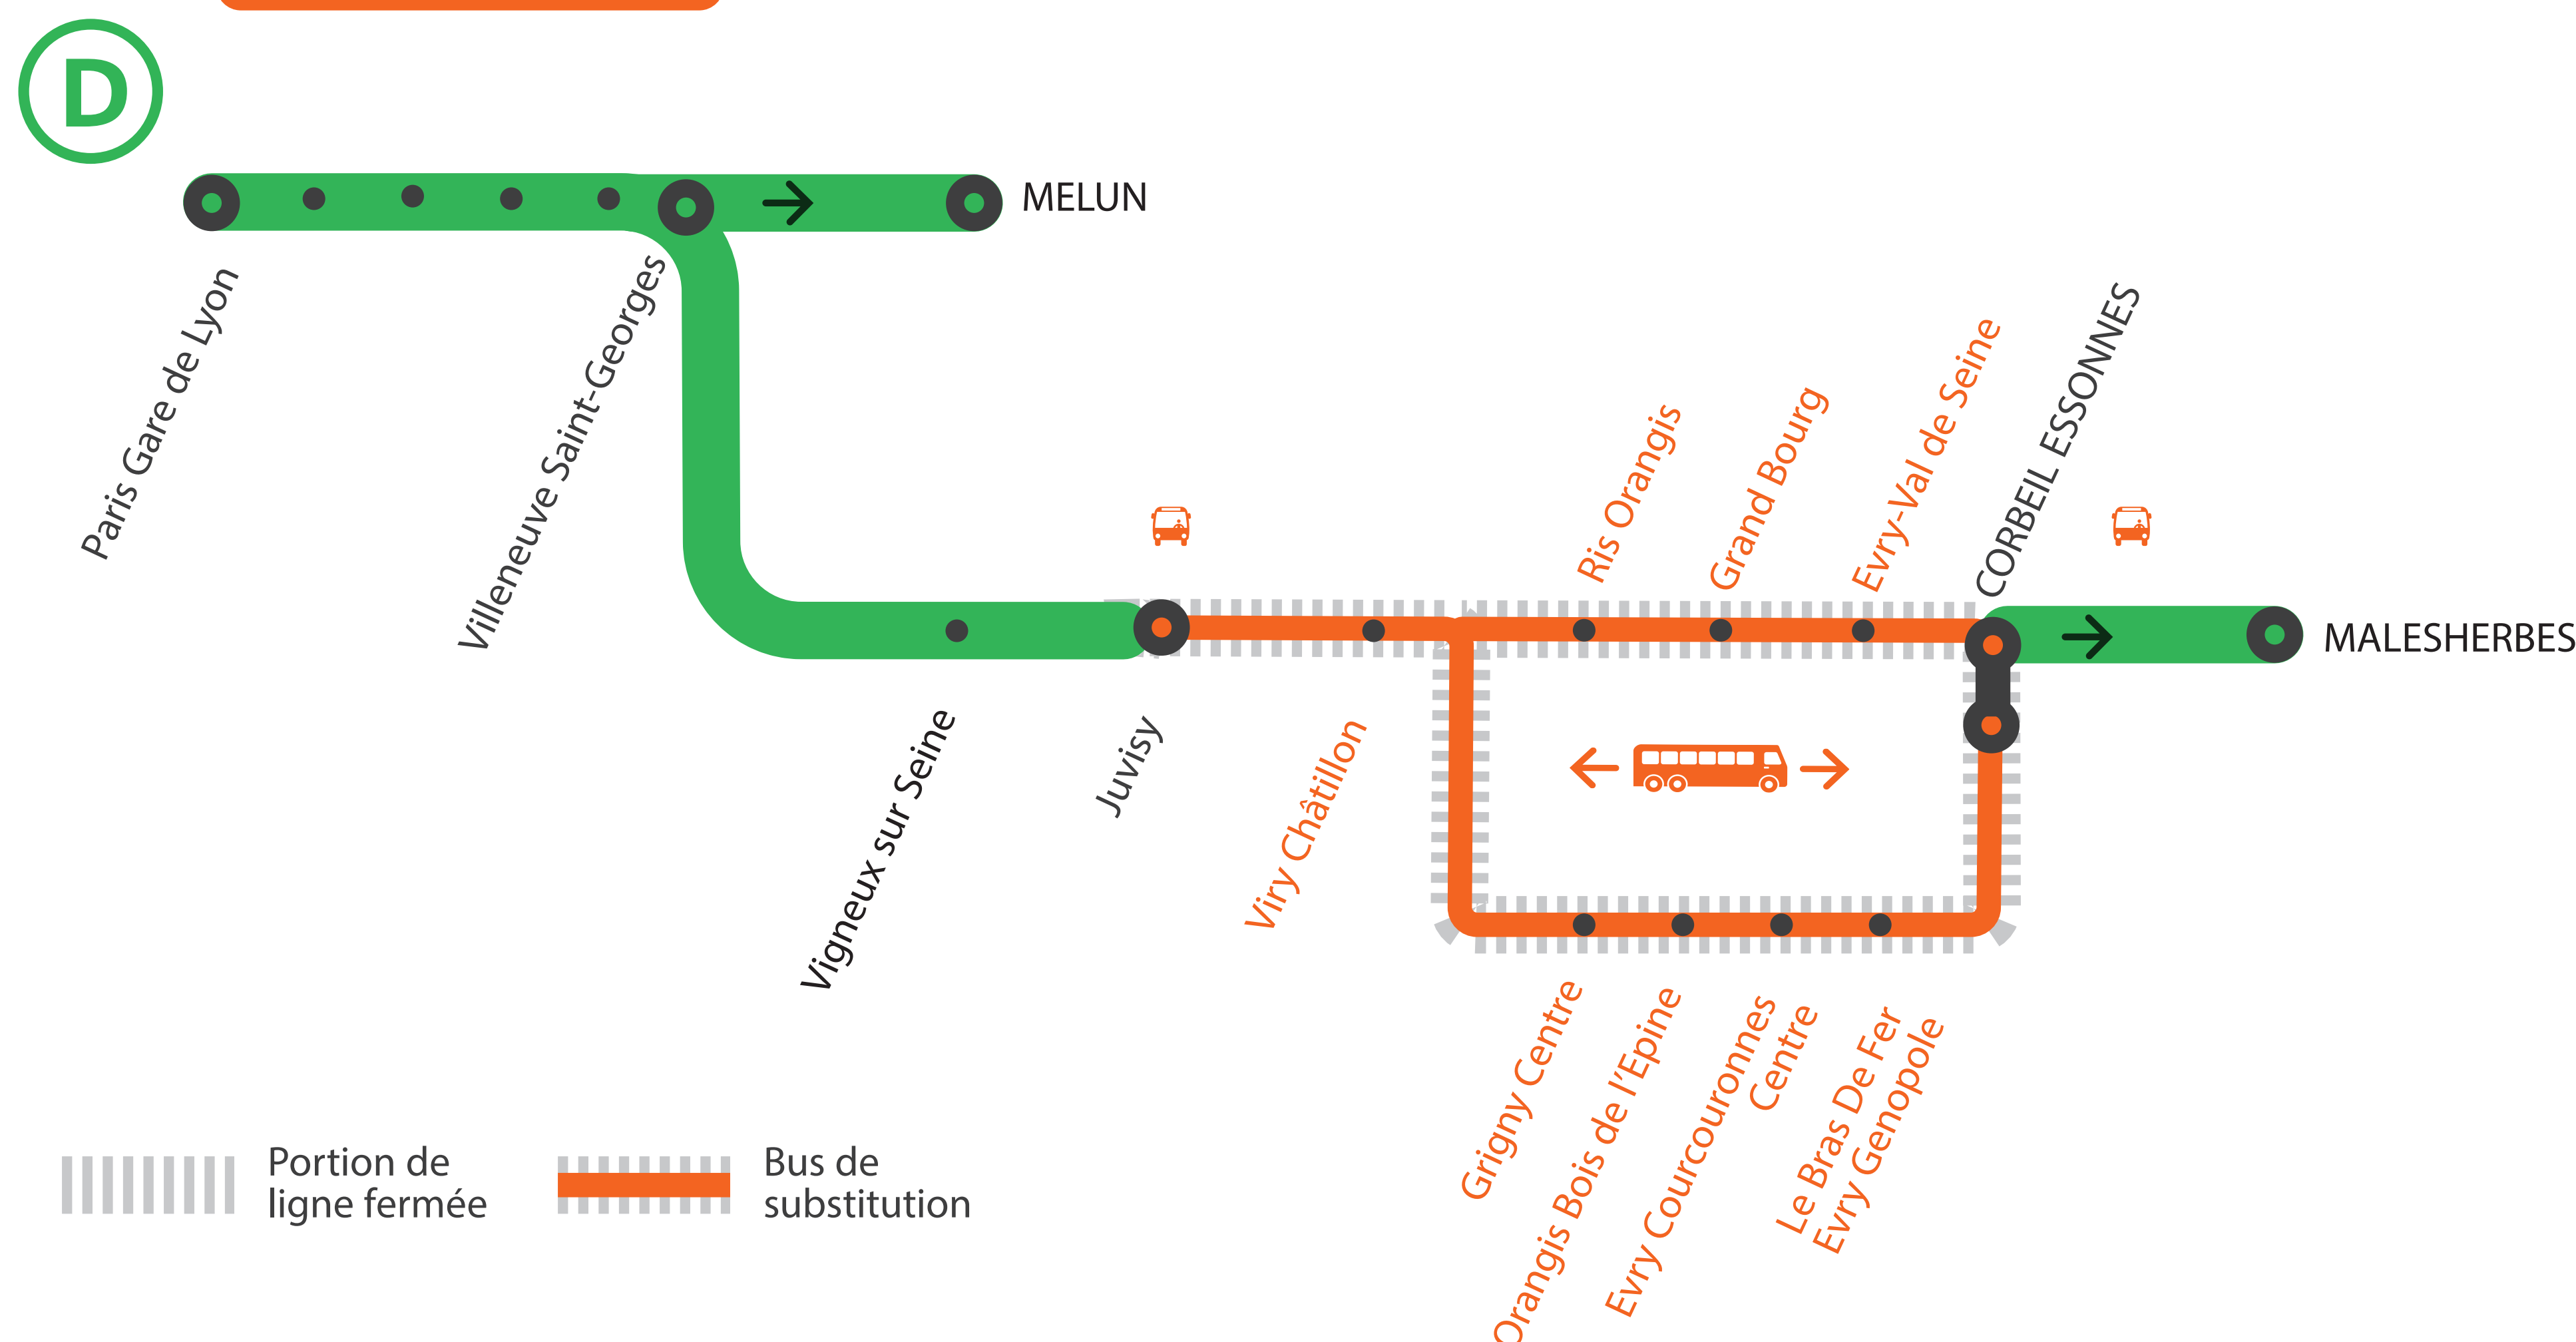 D
MELUN
Paris Gare de Lyon
Villeneuve Saint-Georges
Vigneux sur Seine
Juvisy
Viry Châtillon
Ris Orangis
Grand Bourg
Evry-Val de Seine
CORBEIL ESSONNES
MALESHERBES
Grigny Centre
Orangis Bois de l'Epine
Evry Courcouronnes
Centre
Le Bras De Fer
Evry Genopole
Portion de
ligne fermée
Bus de
substitution